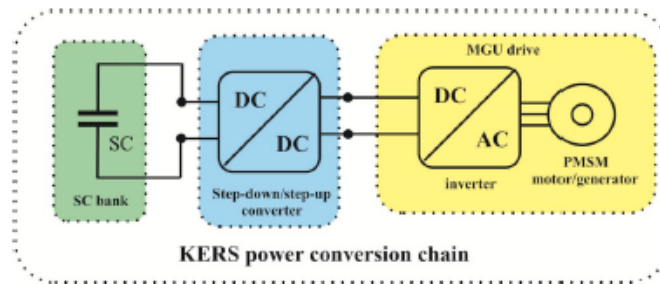 MGU drive
DC
DC
DC
AC
SC
SC bank
Step-down/step-up
converter
inverter
PMSM
motor/generator
KERS power conversion chain